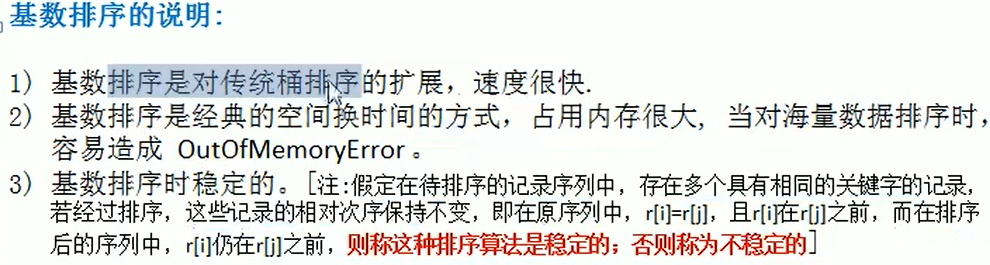 基数排序的说明:
1) 基数排序是对传统桶排序的扩展，速度很快.
2) 基数排序是经典的空间换时间的方式，占用内存很大, 当对海量数据排序时，
容易造成 OutOfMemoryError 。
3) 基数排序时稳定的。[注:假定在待排序的记录序列中，存在多个具有相同的关键字的记录，
若经过排序，这些记录的相对次序保持不变，即在原序列中，r[i]=r[j]，且r[i]在r[j]之前，而在排序
后的序列中，r[i]仍在r[j]之前，则称这种排序算法是稳定的；否则称为不稳定的]